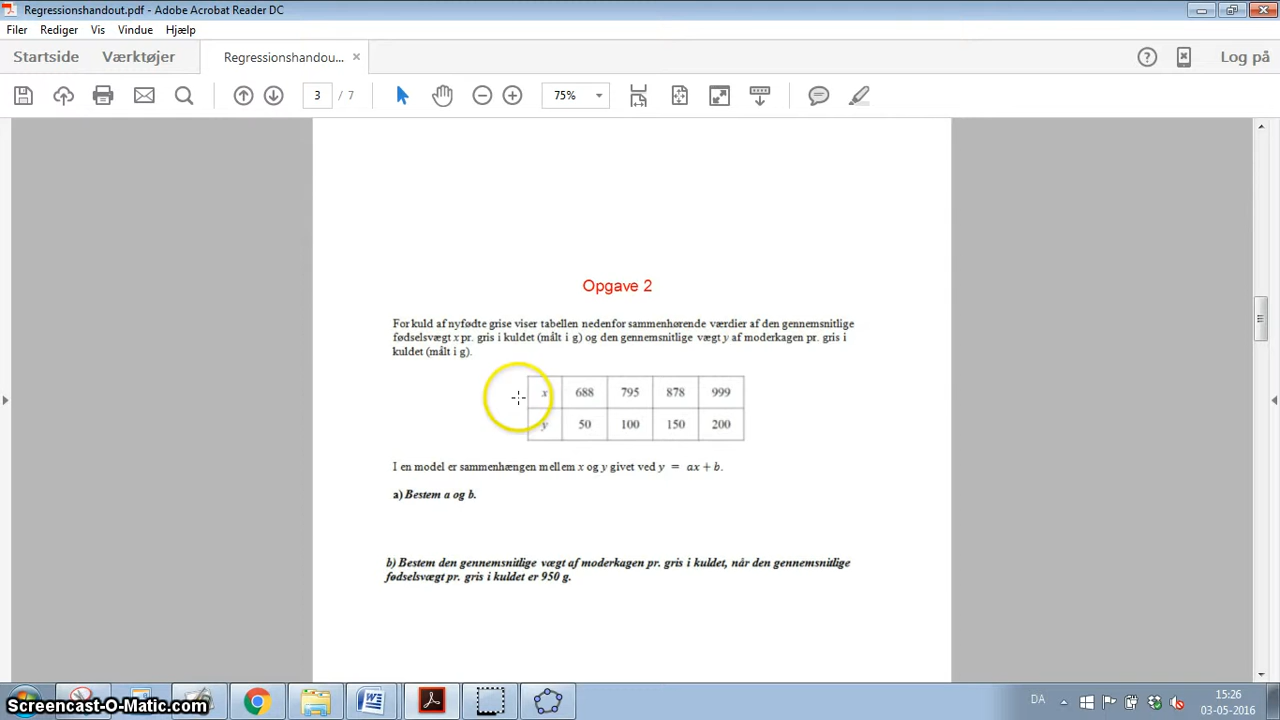 Regressionshandout.pdf - Adobe Acrobat Reader DC
Filer Rediger Vis Vindue Hjælp
Startside Værktøjer Regressionshandou... × Log på
3 / 7 75%
Opgave 2
For kuld af nyfødte grise viser tabellen nedenfor sammenhørende værdier af den gennemsnitlige
fødselsvægt x pr. gris i kuldet (målt i g) og den gennemsnitlige vægt y af moderkagen pr. gris i
kuldet (målt i g).
x 688 795 878 999
y 50 100 150 200
I en model er sammenhængen mellem x og y givet ved y = ax + b.
a) Bestem a og b.
b) Bestem den gennemsnitlige vægt af moderkagen pr. gris i kuldet, når den gennemsnitlige
fødselsvægt pr. gris i kuldet er 950 g.
DA 15:26
03-05-2016
Screencast-O-Matic.com